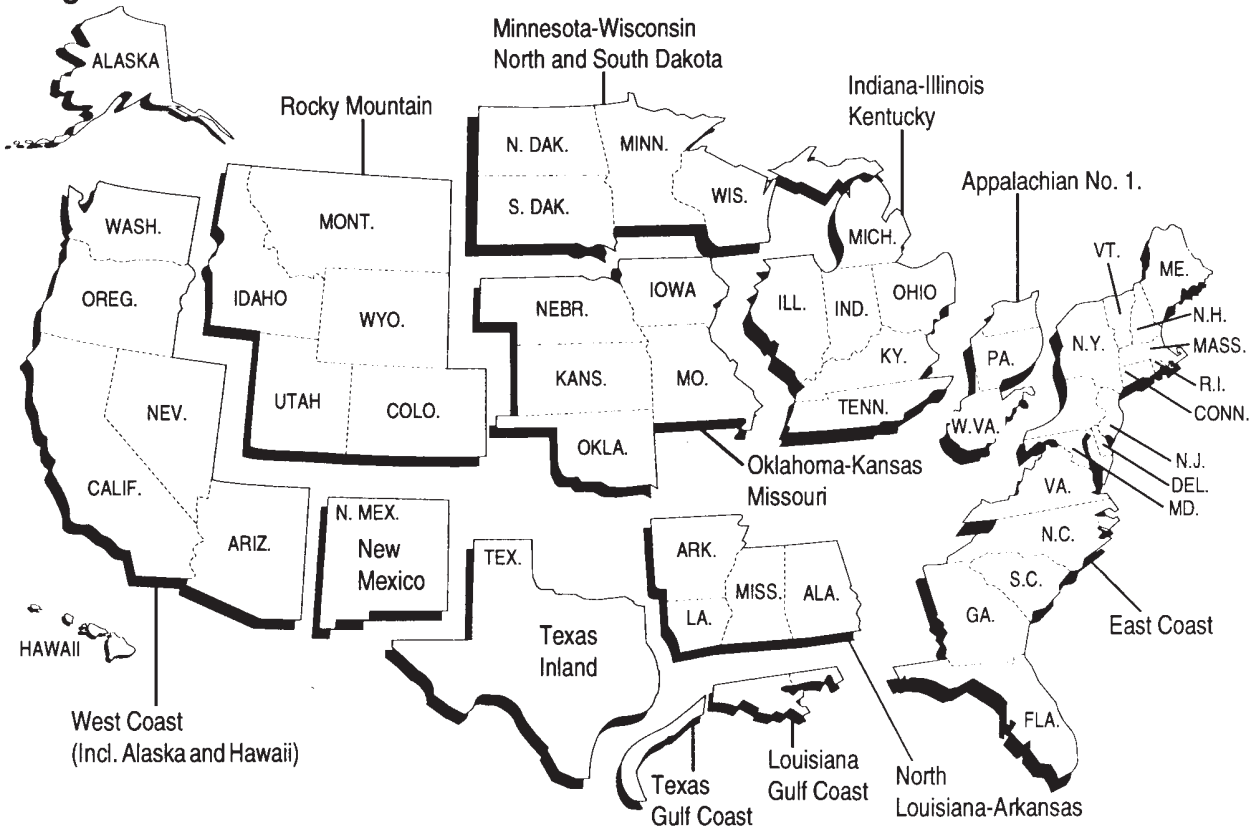 Minnesota-Wisconsin
North and South Dakota
ALASKA
Rocky Mountain
Indiana-Illinois
Kentucky
N. DAK.
MINN.
Appalachian No. 1.
S. DAK.
WIS.
WASH.
MONT.
MICH.
VT.
ME.
OREG.
IDAHO
WYO.
NEBR.
IOWA
ILL.
IND.
OHIO
N.H.
N.Y.
MASS.
PA.
KY.
KANS.
MO.
R.I.
NEV.
UTAH
COLO.
TENN.
CONN.
W.VA.
OKLA.
Oklahoma-Kansas
Missouri
N.J.
DEL.
MD.
CALIF.
VA.
N. MEX.
New
Mexico
ARIZ.
TEX.
ARK.
N.C.
MISS.
ALA.
S.C.
LA.
GA.
East Coast
HAWAII
Texas
Inland
West Coast
(Incl. Alaska and Hawaii)
FLA.
Texas
Gulf Coast
Louisiana
Gulf Coast
North
Louisiana-Arkansas